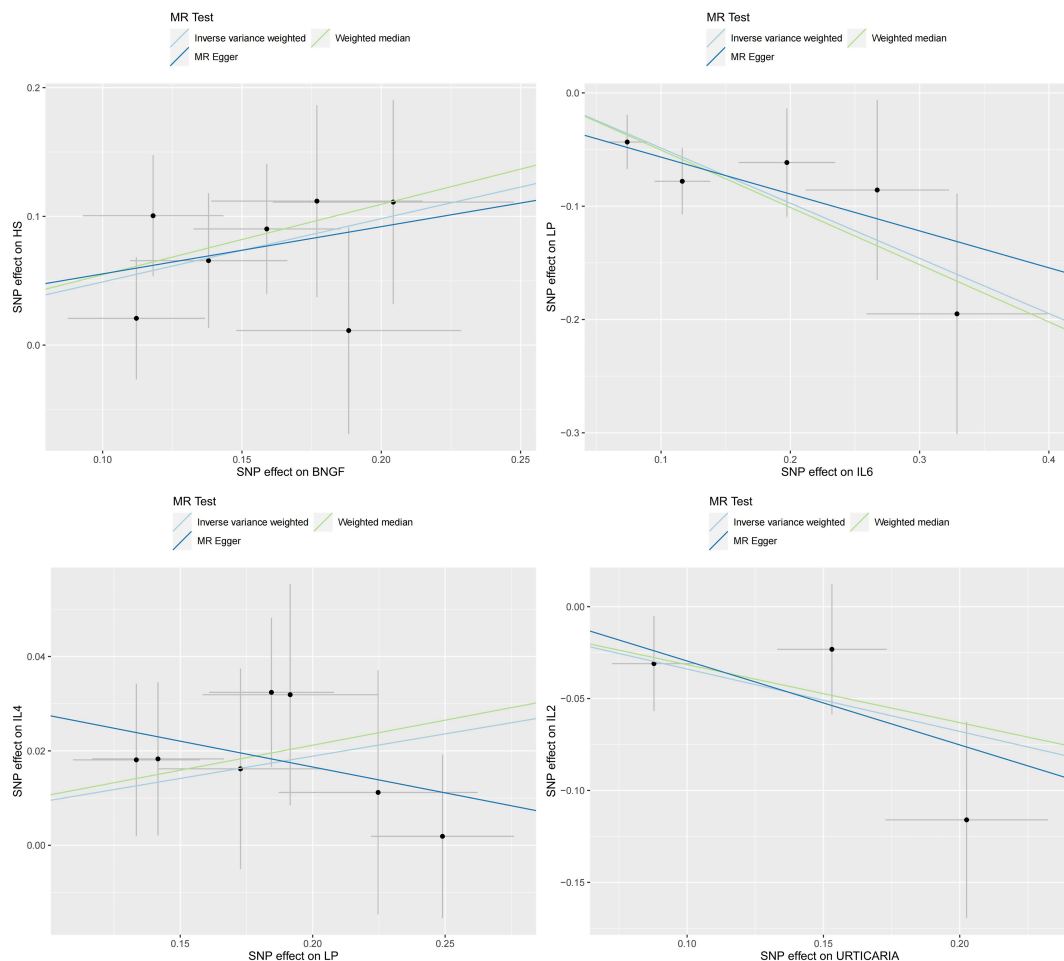 MR Test
Inverse variance weighted
Weighted median
MR Egger
SNP effect on HS
0.2
0.1
0.0
0.10
0.15
0.20
0.25
SNP effect on BNGF
MR Test
Inverse variance weighted
Weighted median
MR Egger
SNP effect on LP
0.0
−0.1
−0.2
−0.3
0.1
0.2
0.3
0.4
SNP effect on IL6
MR Test
Inverse variance weighted
Weighted median
MR Egger
SNP effect on IL4
0.04
0.02
0.00
0.15
0.20
0.25
SNP effect on LP
MR Test
Inverse variance weighted
Weighted median
MR Egger
SNP effect on IL2
0.00
−0.05
−0.10
−0.15
0.10
0.15
0.20
SNP effect on URTICARIA